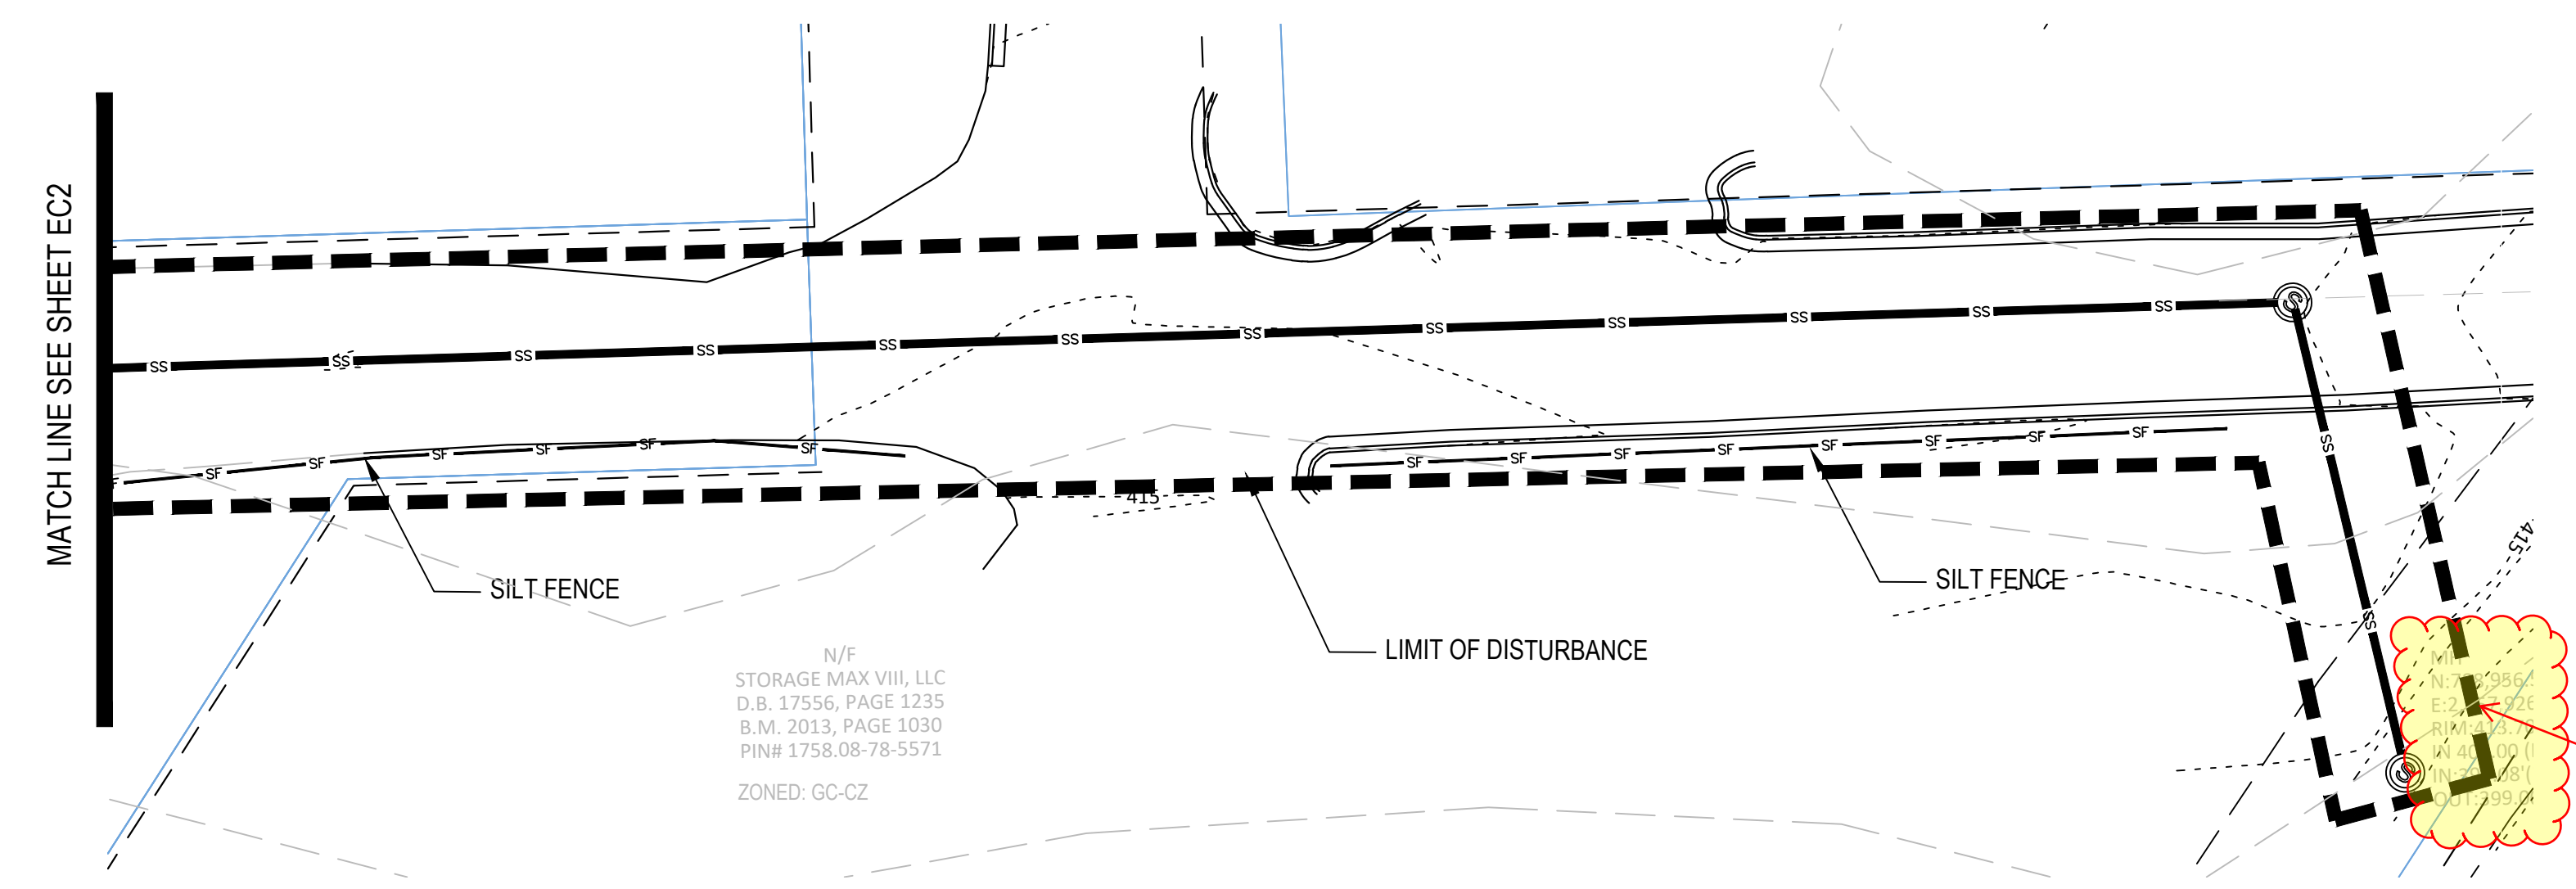 MATCH LINE SEE SHEET EC2
SS SS SS SS SS SS SS SS SS SS SS SS
SF SF SF SF SF SF SF
SF SF SF SF SF SF SF SF
SS
SS
S
S
415
415
SILT FENCE
SILT FENCE
LIMIT OF DISTURBANCE
N/F
STORAGE MAX VIII, LLC
D.B. 17556, PAGE 1235
B.M. 2013, PAGE 1030
PIN# 1758.08-78-5571
ZONED: GC-CZ
MH